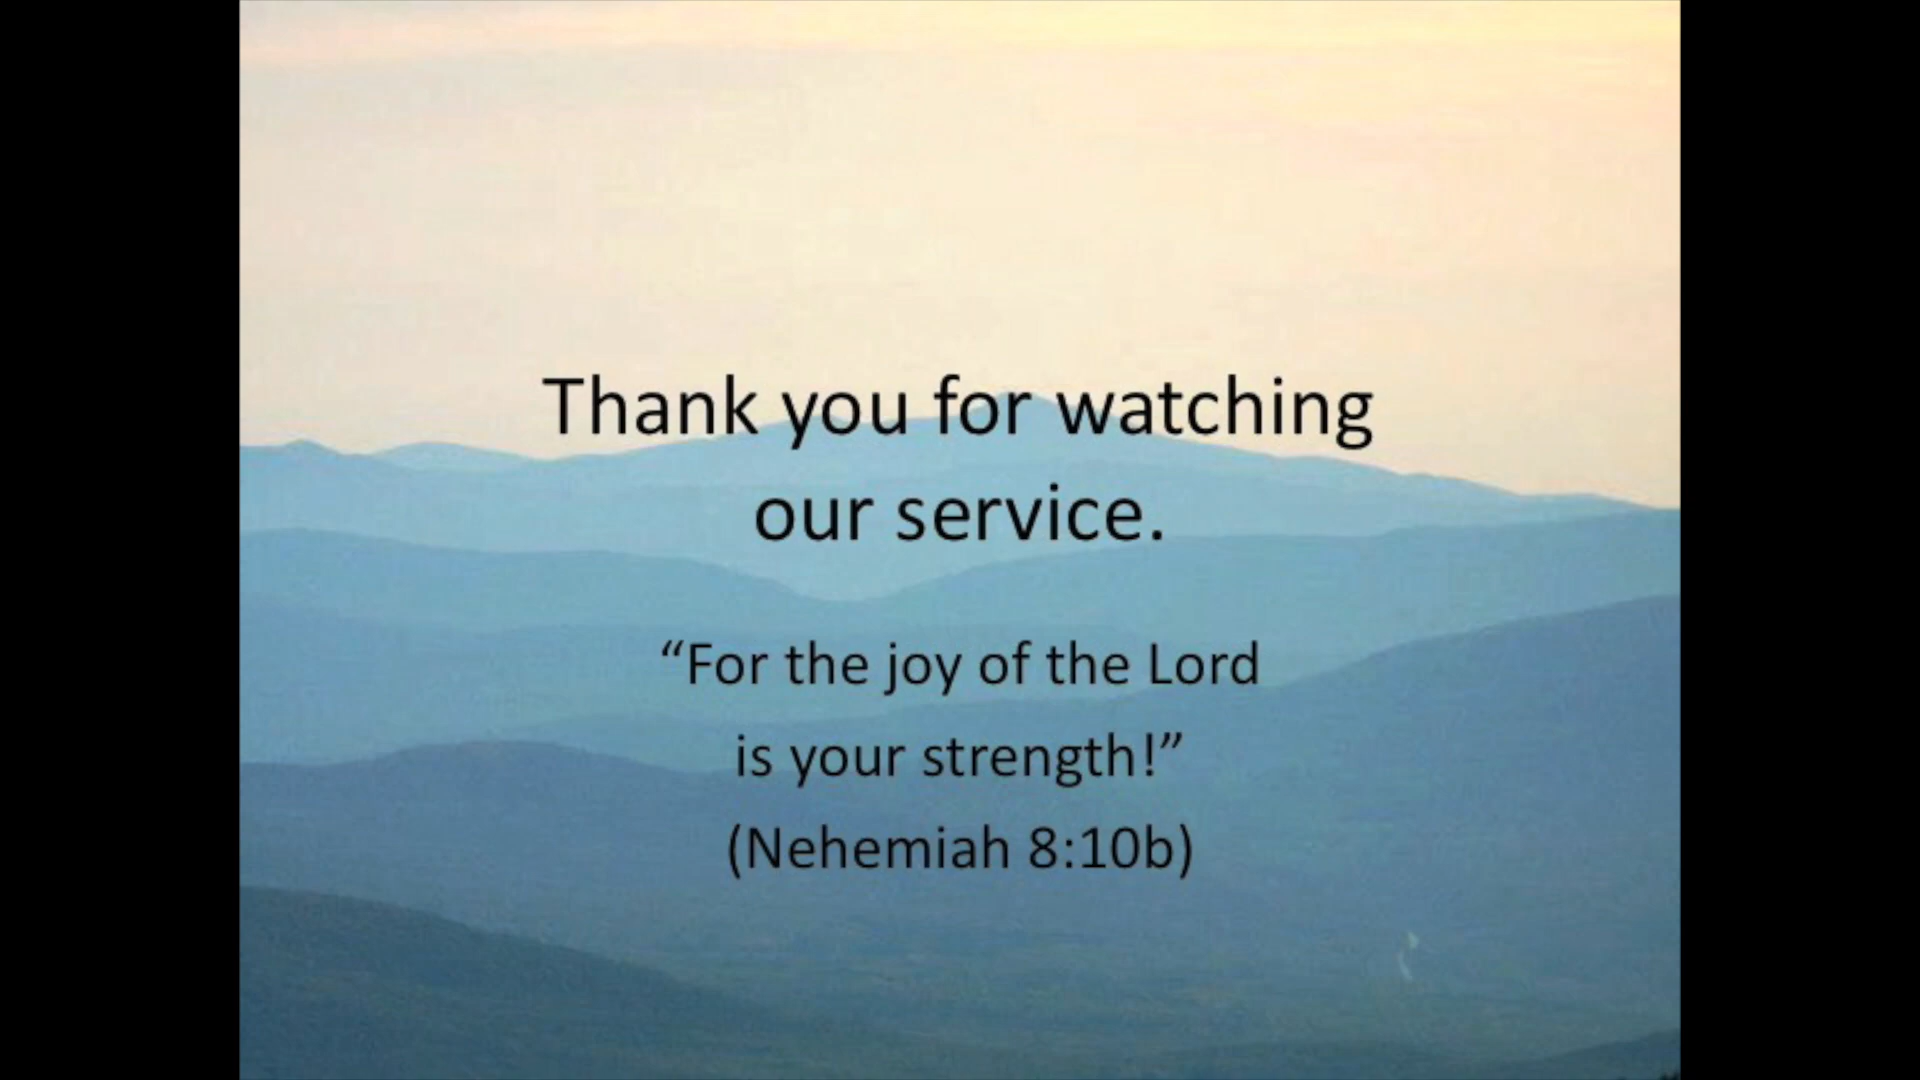 Thank you for watching
our service.
“For the joy of the Lord
is your strength!”
(Nehemiah 8:10b)